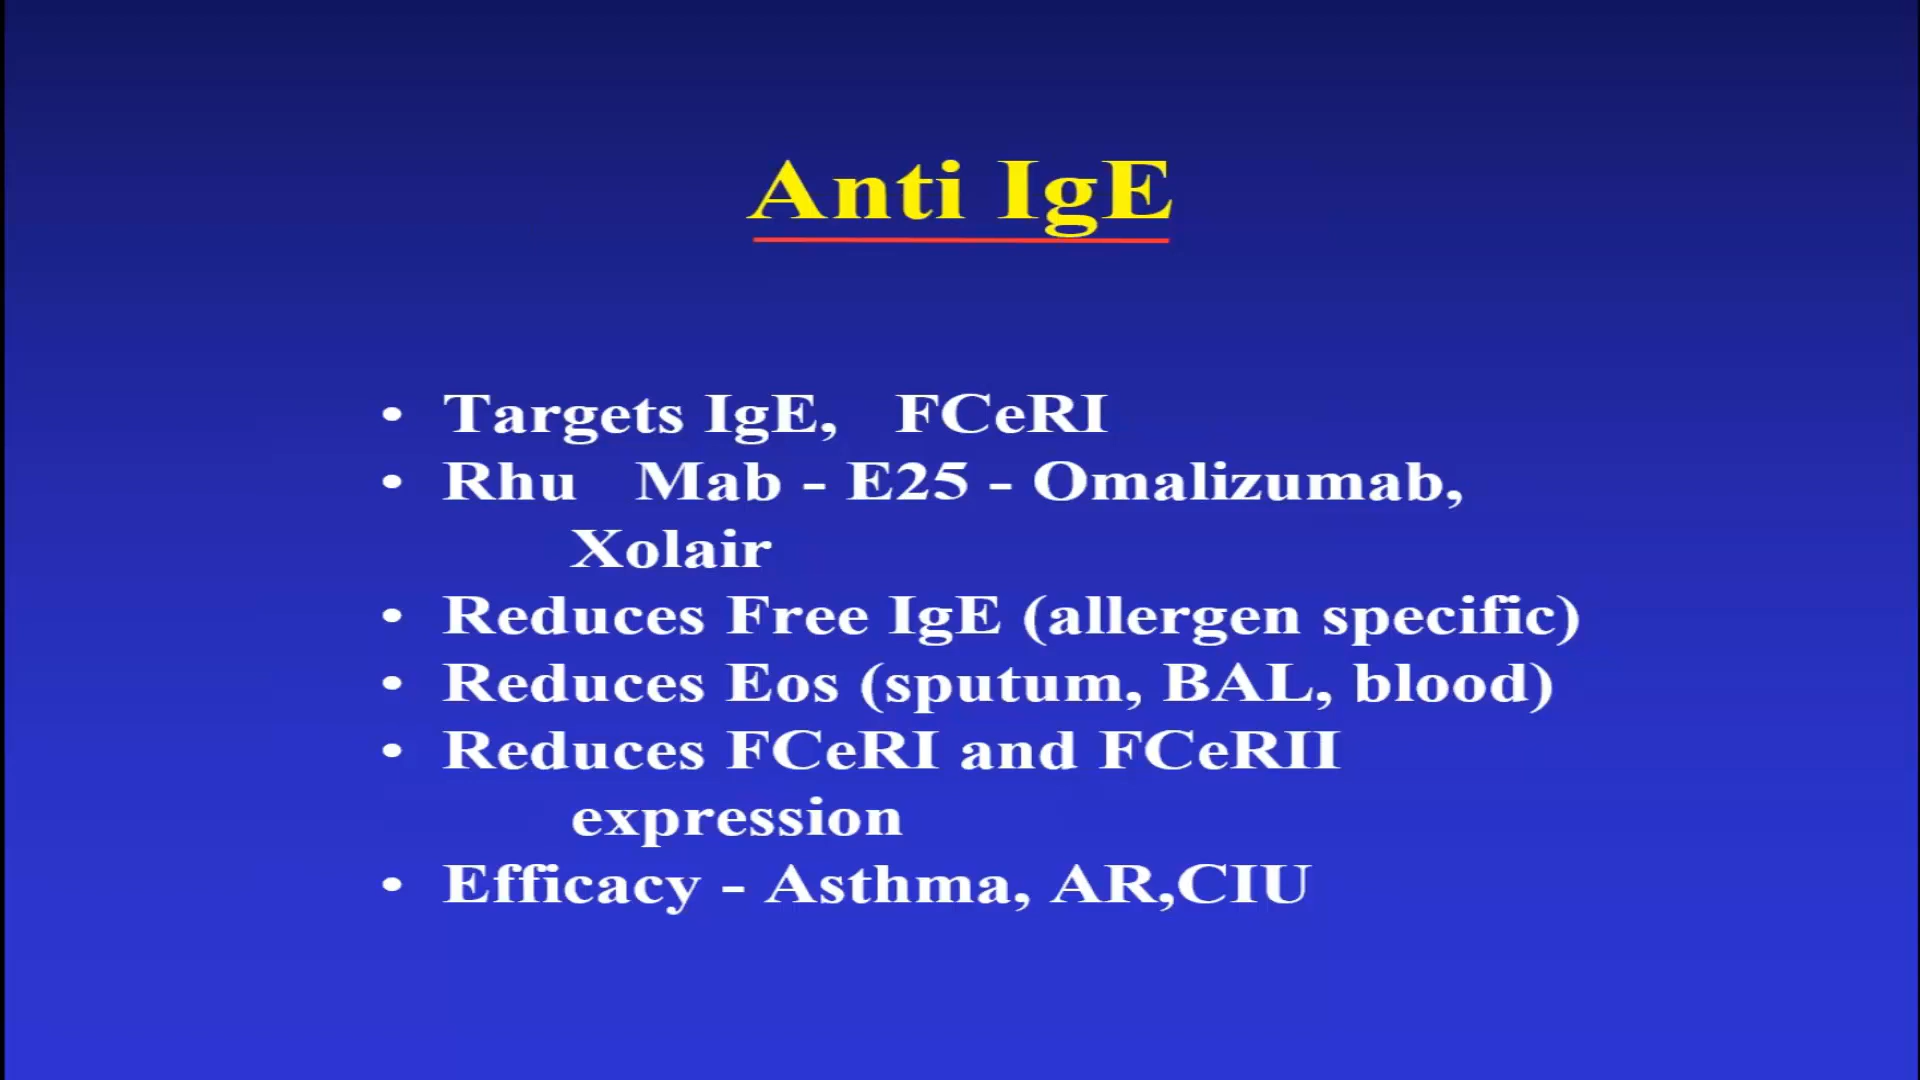 Anti IgE
• Targets IgE, FCeRI
• Rhu Mab - E25 - Omalizumab,
Xolair
• Reduces Free IgE (allergen specific)
• Reduces Eos (sputum, BAL, blood)
• Reduces FCeRI and FCeRII
expression
• Efficacy - Asthma, AR,CIU